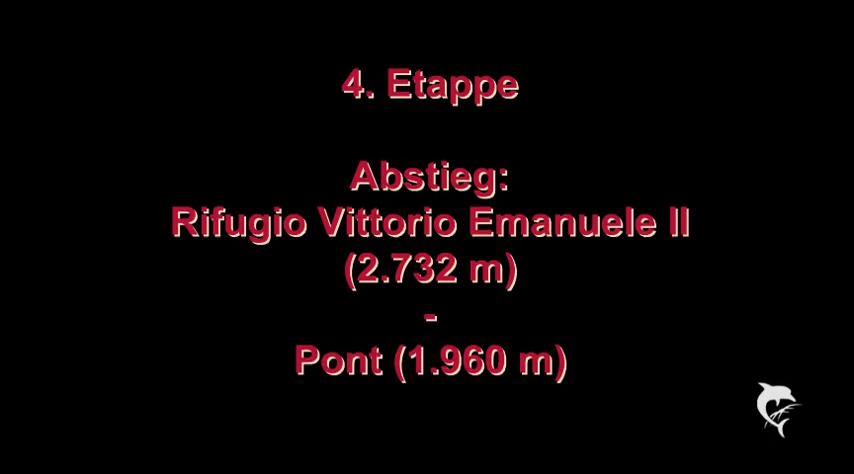 4. Etappe
Abstieg:
Rifugio Vittorio Emanuele II
(2.732 m)
-
Pont (1.960 m)